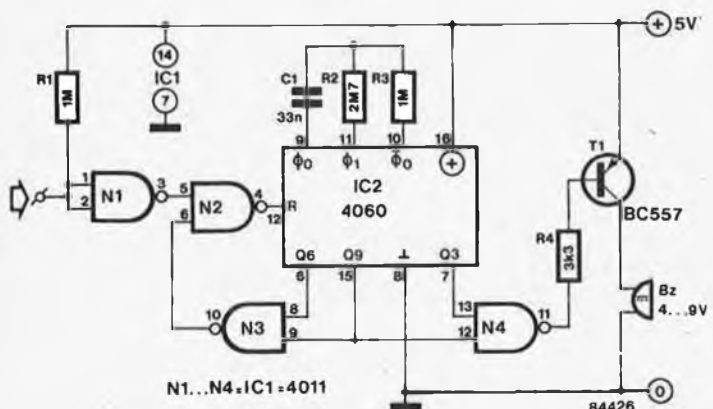 + 5V
14
IC1
7
R1
1M
C1
33n
R2
2M7
R3
1M
9
11
10
16
ϕ0
ϕ1
ϕ̅0
+
IC2
4060
1
2
N1
3
5
6
N2
4
12
R
T1
BC557
R4
3k3
Q6
Q9
⊥
Q3
6
15
8
7
Bz
4...9V
10
N3
8
9
13
12
N4
11
N1...N4=IC1=4011
0
84426